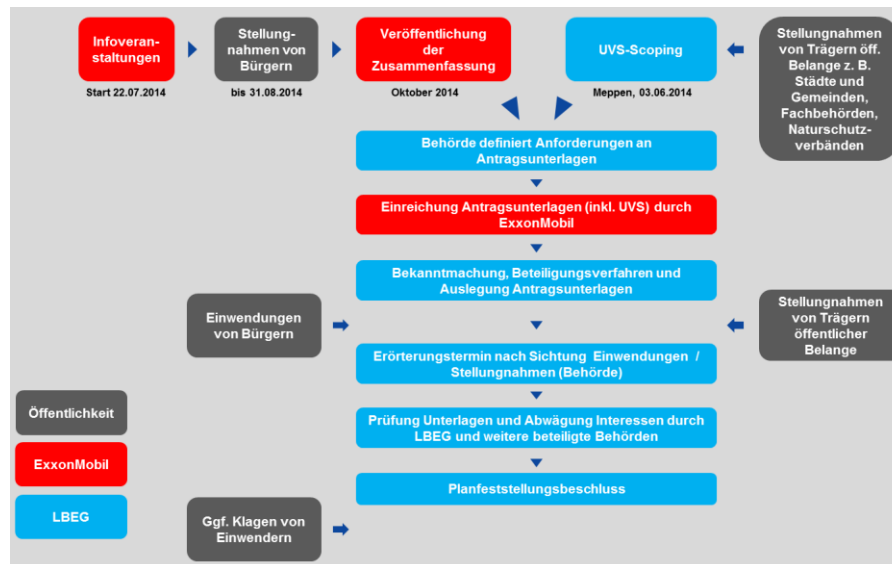 Infoveran-
staltungen
Start 22.07.2014
Stellung-
nahmen von
Bürgern
bis 31.08.2014
Veröffentlichung
der
Zusammenfassung
Oktober 2014
UVS-Scoping
Meppen, 03.06.2014
Stellungnahmen
von Trägern öff.
Belange z. B.
Städte und
Gemeinden,
Fachbehörden,
Naturschutz-
verbänden
Behörde definiert Anforderungen an
Antragsunterlagen
Einreichung Antragsunterlagen (inkl. UVS) durch
ExxonMobil
Bekanntmachung, Beteiligungsverfahren und
Auslegung Antragsunterlagen
Einwendungen
von Bürgern
Stellungnahmen
von Trägern
öffentlicher
Belange
Erörterungstermin nach Sichtung Einwendungen /
Stellungnahmen (Behörde)
Prüfung Unterlagen und Abwägung Interessen durch
LBEG und weitere beteiligte Behörden
Planfeststellungsbeschluss
Ggf. Klagen von
Einwendern
Öffentlichkeit
ExxonMobil
LBEG